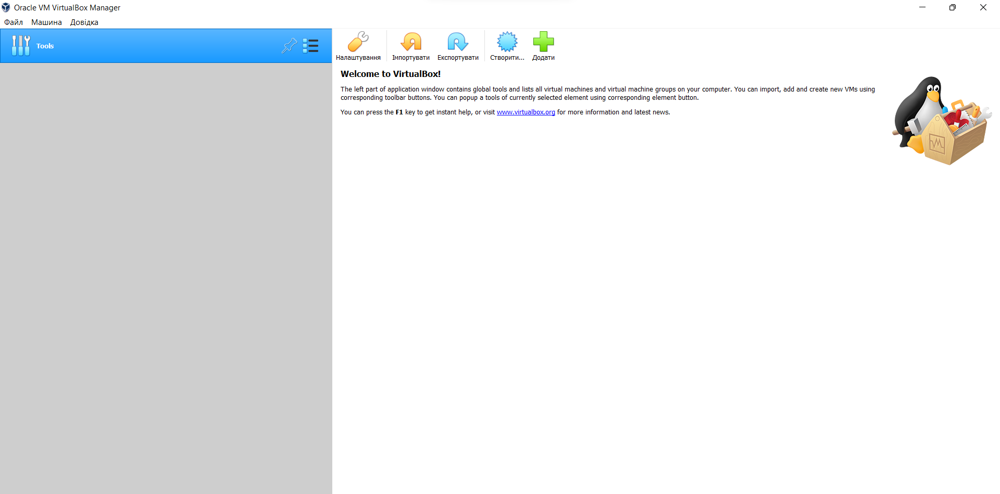 Oracle VM VirtualBox Manager
Файл Машина Довідка
Tools
Налаштування Імпортувати Експортувати Створити... Додати
Welcome to VirtualBox!
The left part of application window contains global tools and lists all virtual machines and virtual machine groups on your computer. You can import, add and create new VMs using
corresponding toolbar buttons. You can popup a tools of currently selected element using corresponding element button.
You can press the F1 key to get instant help, or visit www.virtualbox.org for more information and latest news.